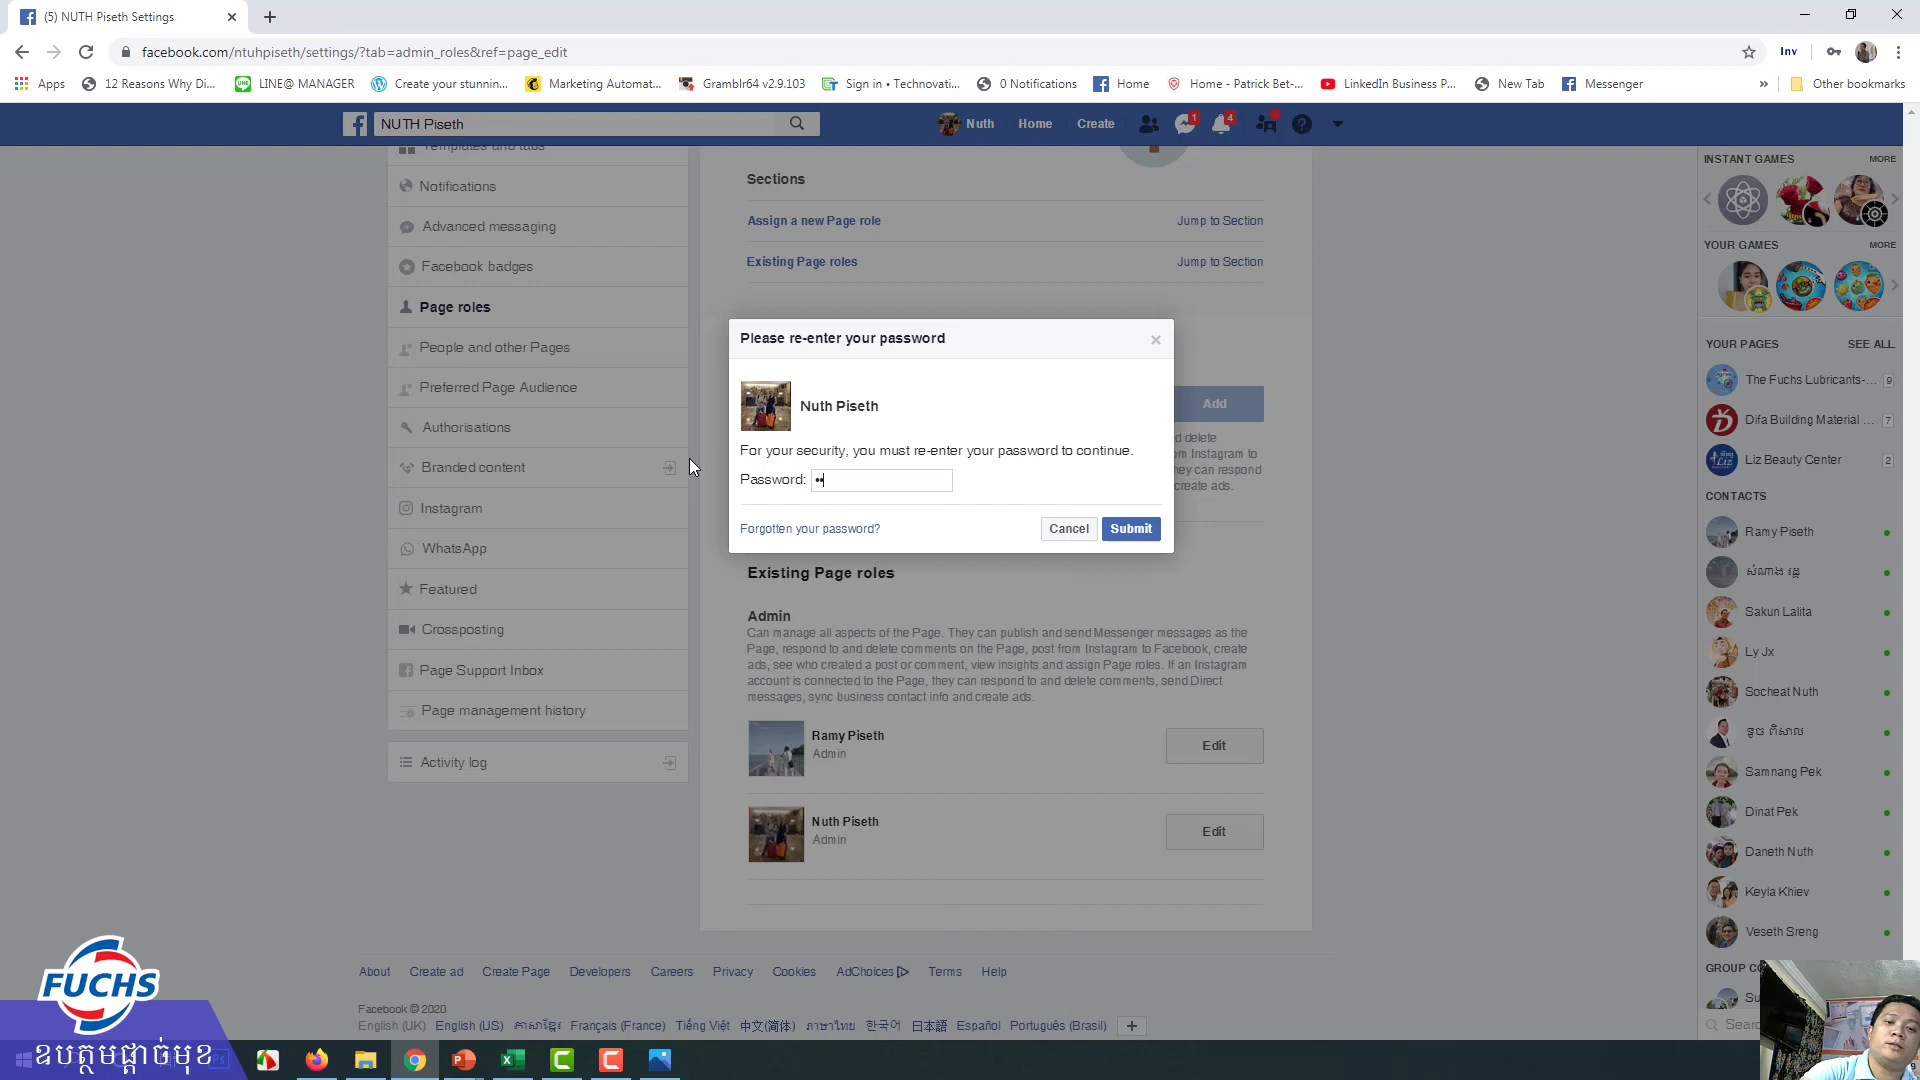 (5) NUTH Piseth Settings
facebook.com/ntuhpiseth/settings/?tab=admin_roles&ref=page_edit
Inv
Apps
12 Reasons Why Di...
LINE@ MANAGER
Create your stunnin...
Marketing Automat...
Gramblr64 v2.9.103
Sign in • Technovati...
0 Notifications
Home
Home - Patrick Bet-...
LinkedIn Business P...
New Tab
Messenger
»
Other bookmarks
NUTH Piseth
Nuth
Home
Create
1
4
Templates and tabs
Notifications
Advanced messaging
Facebook badges
Page roles
People and other Pages
Preferred Page Audience
Authorisations
Branded content
Instagram
WhatsApp
Featured
Crossposting
Page Support Inbox
Page management history
Activity log
Sections
Assign a new Page role
Jump to Section
Existing Page roles
Jump to Section
Please re-enter your password
Nuth Piseth
For your security, you must re-enter your password to continue.
Password: ••
Forgotten your password?
Cancel
Submit
Add
d delete
from Instagram to
they can respond
create ads.
Existing Page roles
Admin
Can manage all aspects of the Page. They can publish and send Messenger messages as the
Page, respond to and delete comments on the Page, post from Instagram to Facebook, create
ads, see who created a post or comment, view insights and assign Page roles. If an Instagram
account is connected to the Page, they can respond to and delete comments, send Direct
messages, sync business contact info and create ads.
Ramy Piseth
Admin
Edit
Nuth Piseth
Admin
Edit
INSTANT GAMES
MORE
YOUR GAMES
MORE
YOUR PAGES
SEE ALL
The Fuchs Lubricants-...
9
Difa Building Material ...
7
Liz Beauty Center
2
CONTACTS
Ramy Piseth
សំណាង រដ្ឋ
Sakun Lalita
Ly Jx
Socheat Nuth
ទូច ពិសាល
Samnang Pek
Dinat Pek
Daneth Nuth
Keyla Khiev
Veseth Sreng
GROUP CO
Su
Sear
About
Create ad
Create Page
Developers
Careers
Privacy
Cookies
AdChoices
Terms
Help
Facebook © 2020
English (UK)
English (US)
ភាសាខ្មែរ
Français (France)
Tiếng Việt
中文(简体)
ภาษาไทย
한국어
日本語
Español
Português (Brasil)
FUCHS
ឧបត្ថមផ្តាច់មុខ